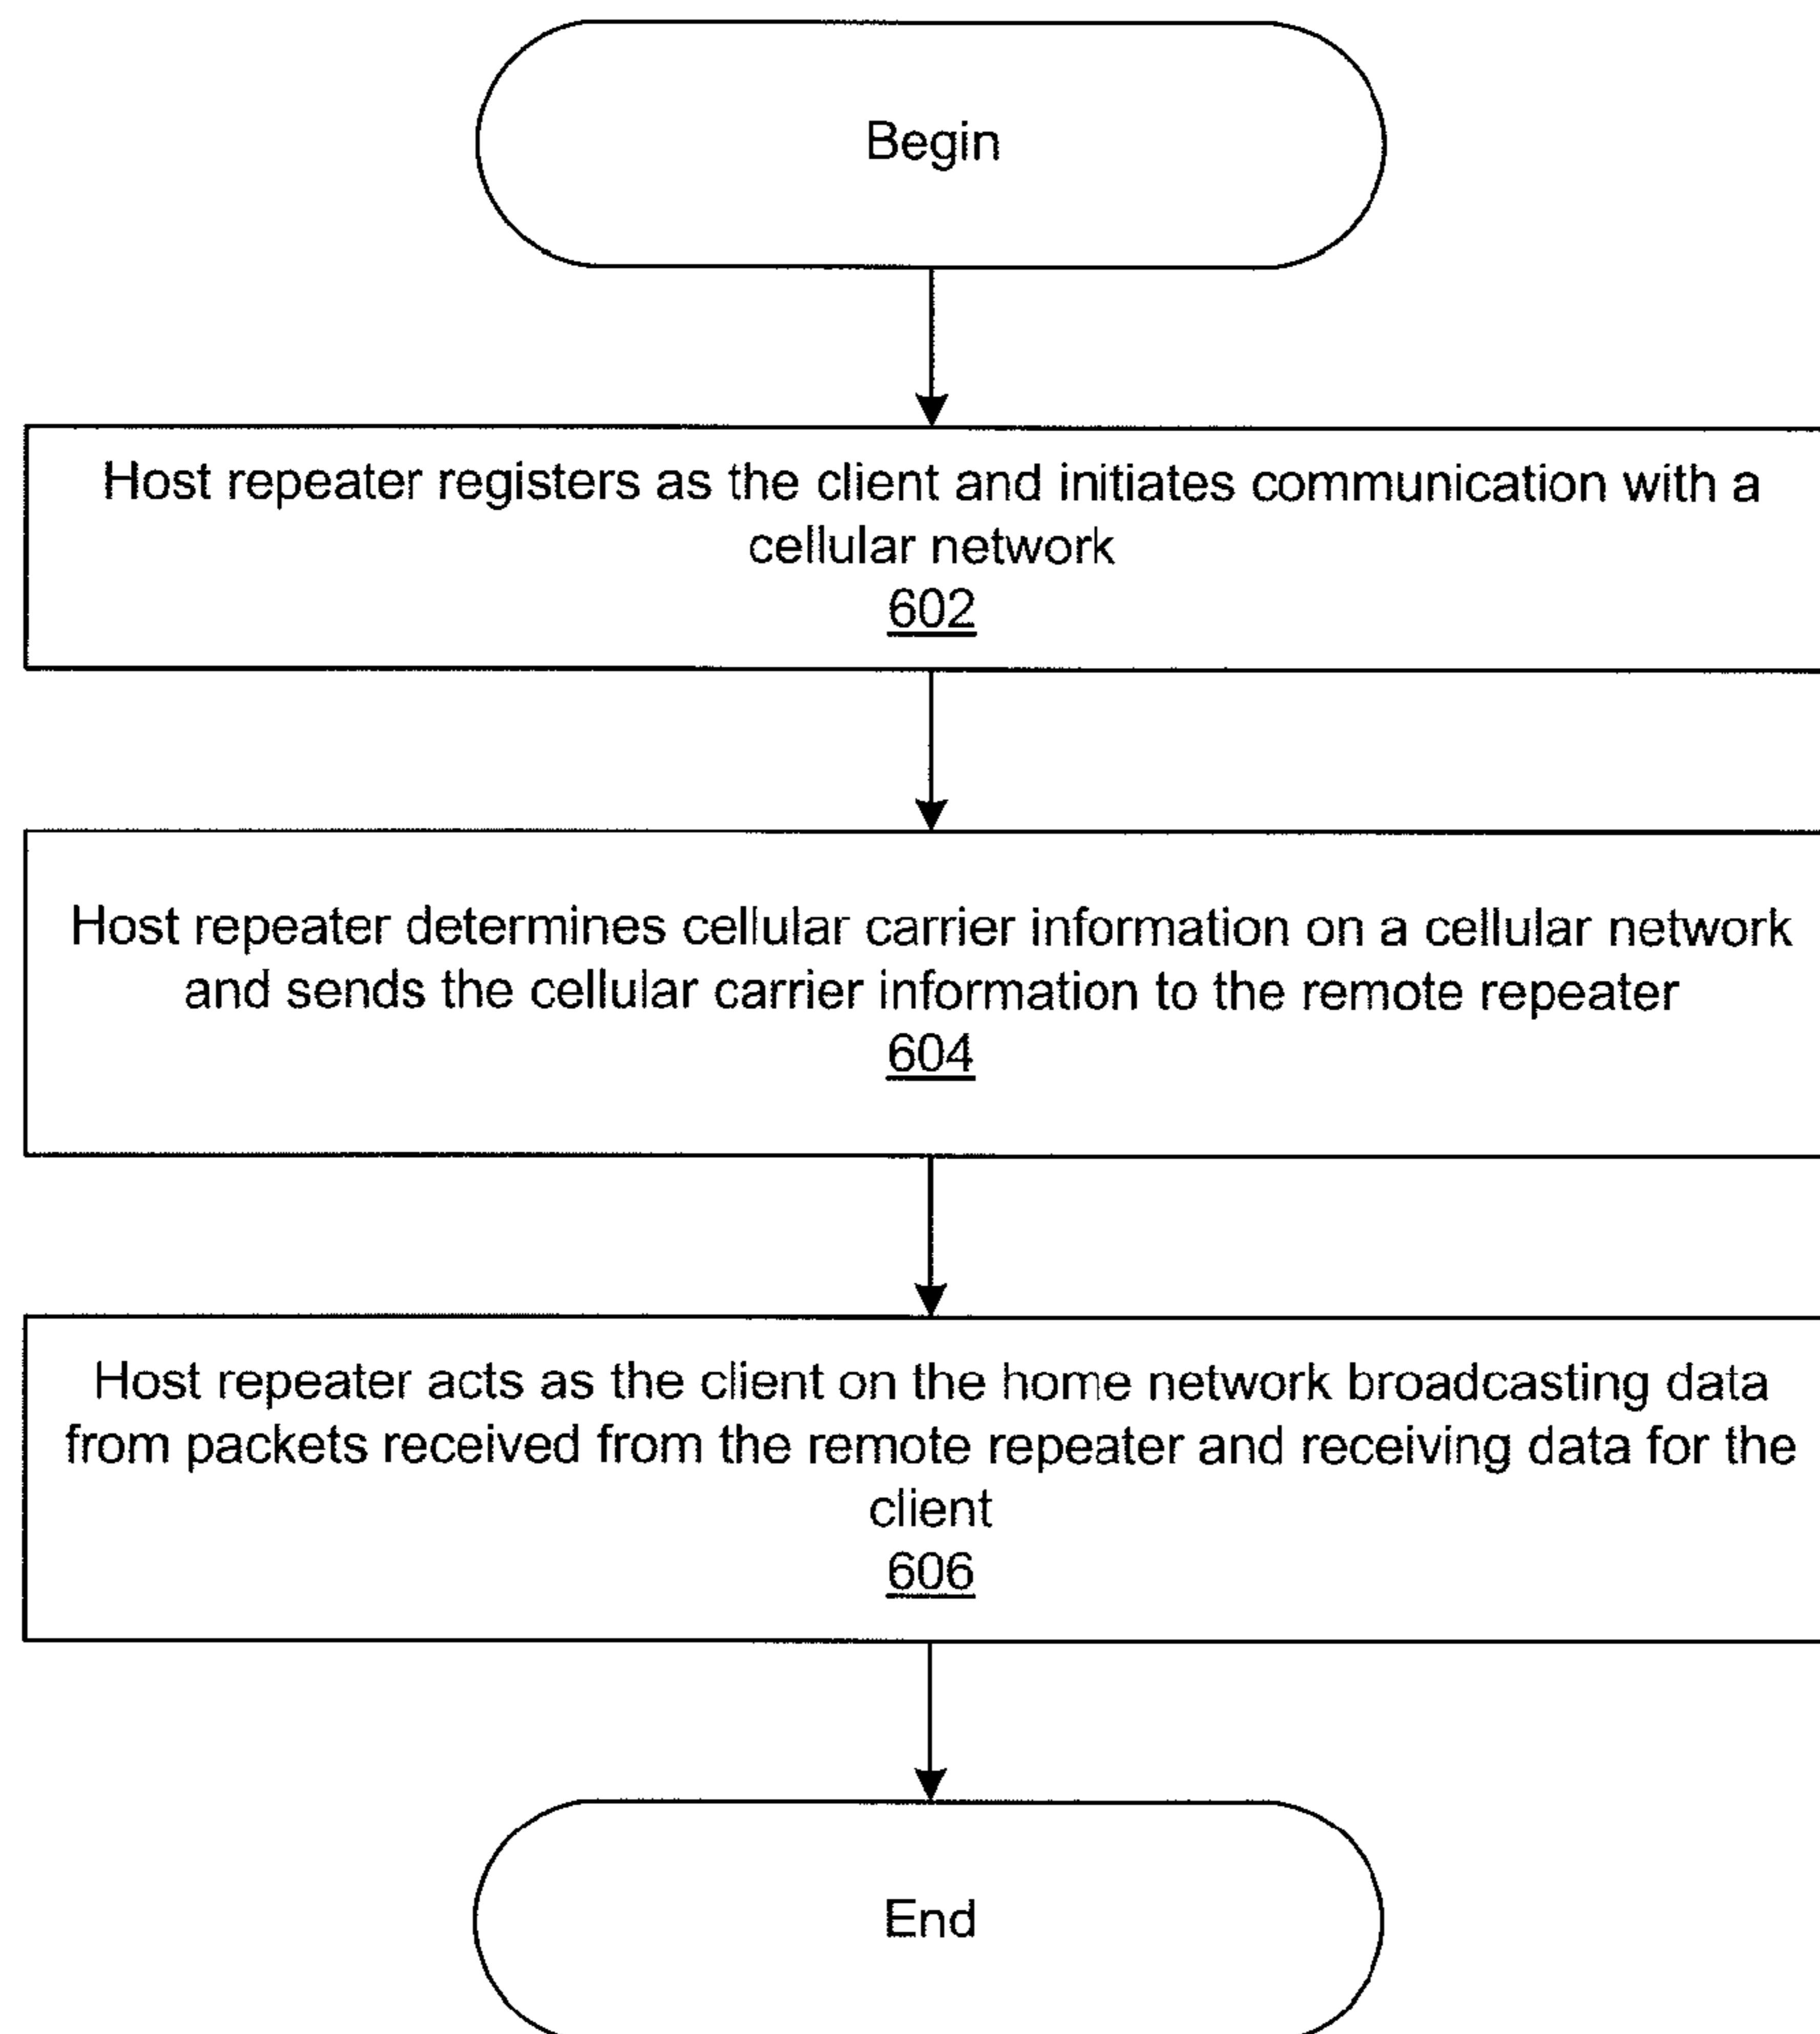 Begin
Host repeater registers as the client and initiates communication with a
cellular network
602
Host repeater determines cellular carrier information on a cellular network
and sends the cellular carrier information to the remote repeater
604
Host repeater acts as the client on the home network broadcasting data
from packets received from the remote repeater and receiving data for the
client
606
End